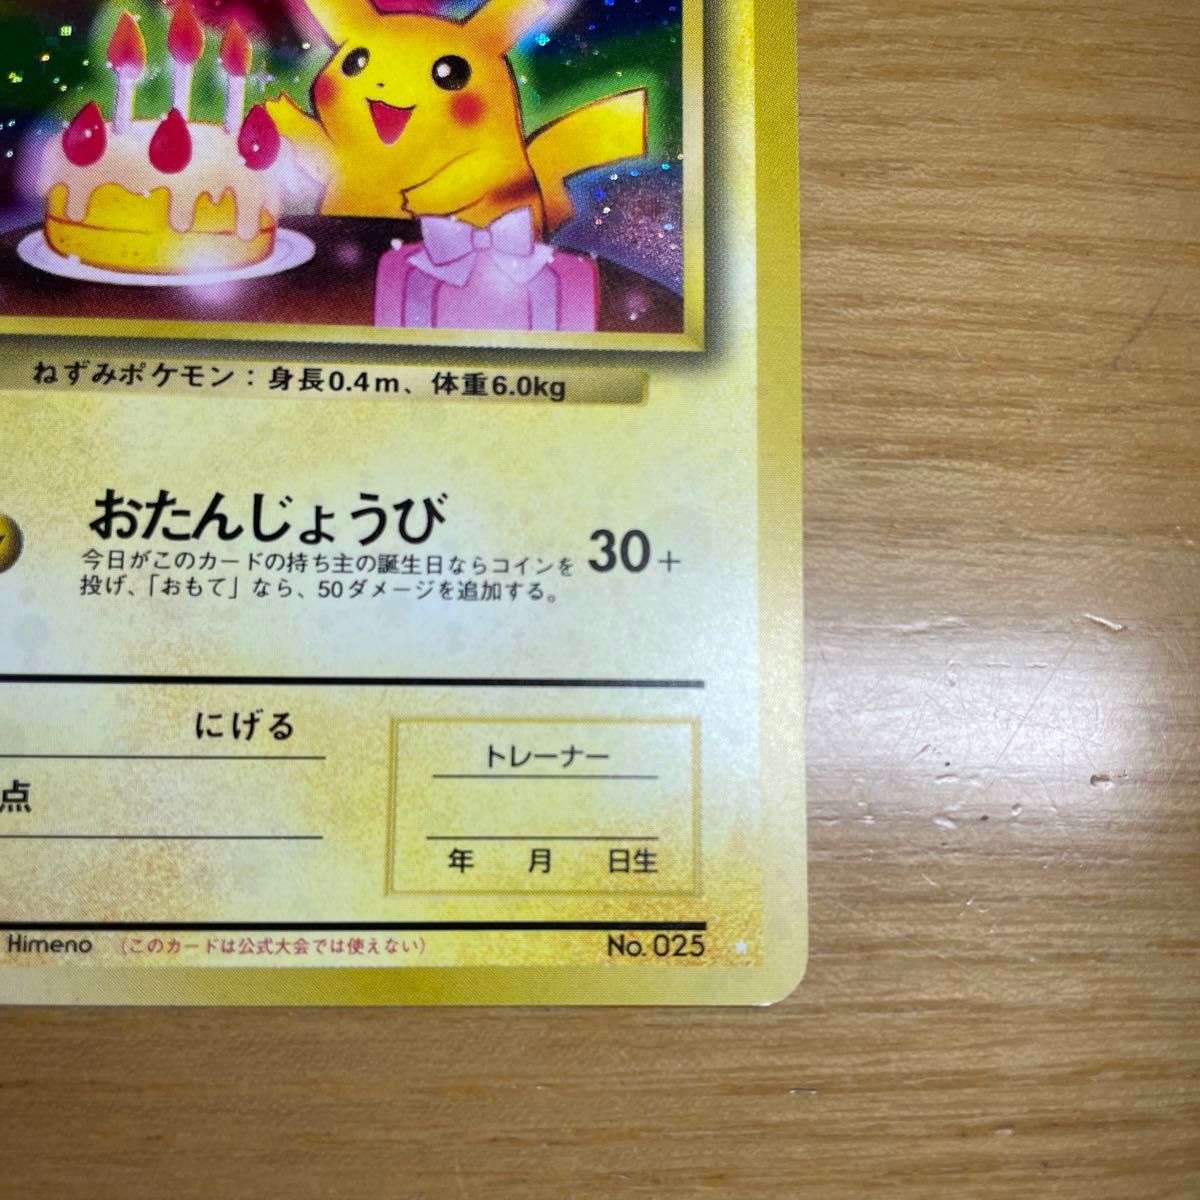 ねずみポケモン：身長0.4m、体重6.0kg
おたんじょうび
30+
今日がこのカードの持ち主の誕生日ならコインを
投げ、「おもて」なら、50ダメージを追加する。
にげる
トレーナー
点
年 月 日生
Himeno （このカードは公式大会では使えない） No. 025